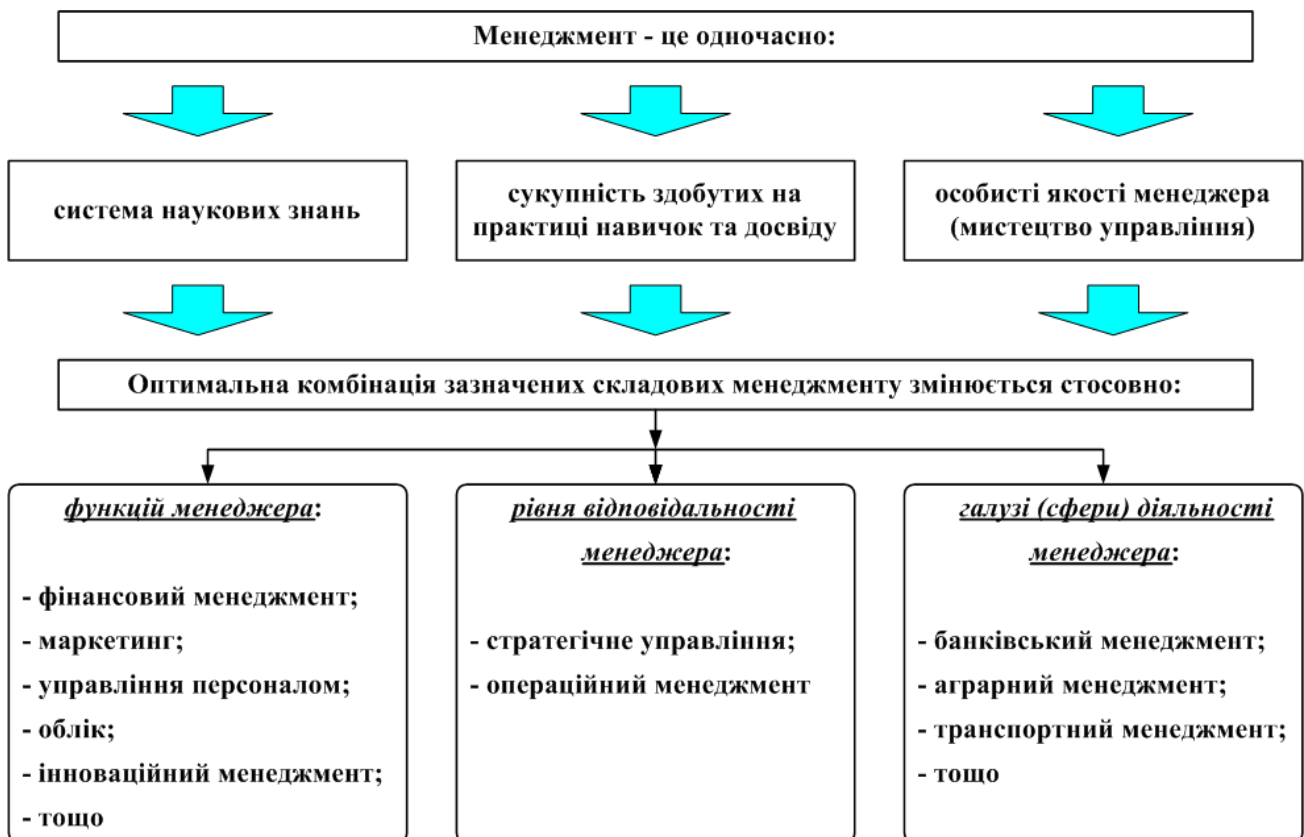 Менеджмент - це одночасно:
система наукових знань
сукупність здобутих на
практиці навичок та досвіду
особисті якості менеджера
(мистецтво управління)
Оптимальна комбінація зазначених складових менеджменту змінюється стосовно:
функцій менеджера:
- фінансовий менеджмент;
- маркетинг;
- управління персоналом;
- облік;
- інноваційний менеджмент;
- тощо
рівня відповідальності
менеджера:
- стратегічне управління;
- операційний менеджмент
галузі (сфери) діяльності
менеджера:
- банківський менеджмент;
- аграрний менеджмент;
- транспортний менеджмент;
- тощо